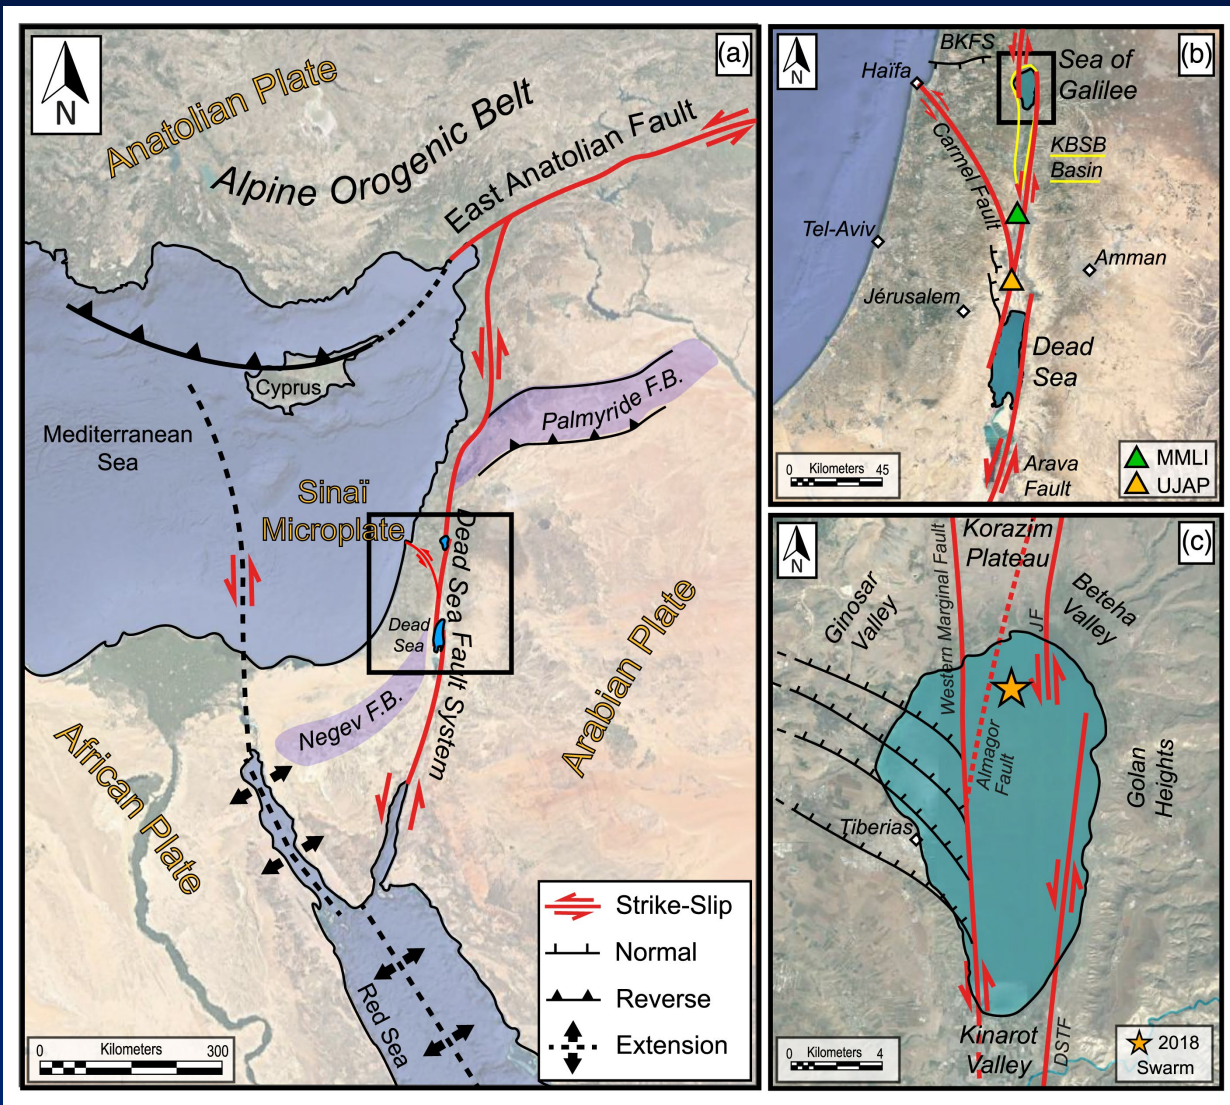 (a)
N
Anatolian Plate
Alpine Orogenic Belt
East Anatolian Fault
Cyprus
Palmyride F.B.
Mediterranean
Sea
Sinaï
Microplate
Dead Sea Fault System
Dead
Sea
Negev F.B.
Arabian Plate
African Plate
Red Sea
Strike-Slip
Normal
Reverse
Extension
0 Kilometers 300
(b)
N
BKFS
Sea of
Galilee
Haïfa
Carmel Fault
KBSB
Basin
Tel-Aviv
Amman
Jérusalem
Dead
Sea
Arava
Fault
MMLI
UJAP
0 Kilometers 45
(c)
N
Korazim
Plateau
Western Marginal Fault
Ginosar
Valley
JF
Beteha
Valley
Almagor
Fault
Golan
Heights
Tiberias
Kinarot
Valley
DSTF
2018
Swarm
0 Kilometers 4